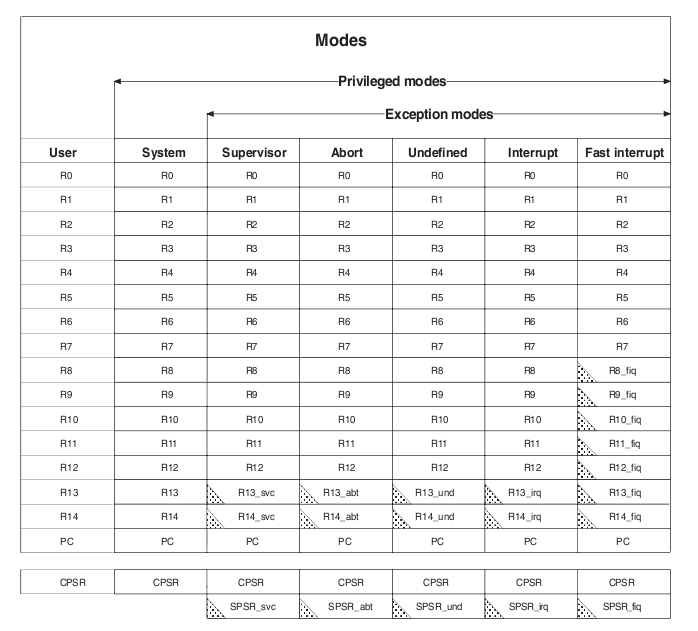 Modes
Privileged modes
Exception modes
User System Supervisor Abort Undefined Interrupt Fast interrupt
R0 R0 R0 R0 R0 R0 R0
R1 R1 R1 R1 R1 R1 R1
R2 R2 R2 R2 R2 R2 R2
R3 R3 R3 R3 R3 R3 R3
R4 R4 R4 R4 R4 R4 R4
R5 R5 R5 R5 R5 R5 R5
R6 R6 R6 R6 R6 R6 R6
R7 R7 R7 R7 R7 R7 R7
R8 R8 R8 R8 R8 R8 R8_fiq
R9 R9 R9 R9 R9 R9 R9_fiq
R10 R10 R10 R10 R10 R10 R10_fiq
R11 R11 R11 R11 R11 R11 R11_fiq
R12 R12 R12 R12 R12 R12 R12_fiq
R13 R13 R13_svc R13_abt R13_und R13_irq R13_fiq
R14 R14 R14_svc R14_abt R14_und R14_irq R14_fiq
PC PC PC PC PC PC PC
CPSR CPSR CPSR CPSR CPSR CPSR CPSR
SPSR_svc SPSR_abt SPSR_und SPSR_irq SPSR_fiq